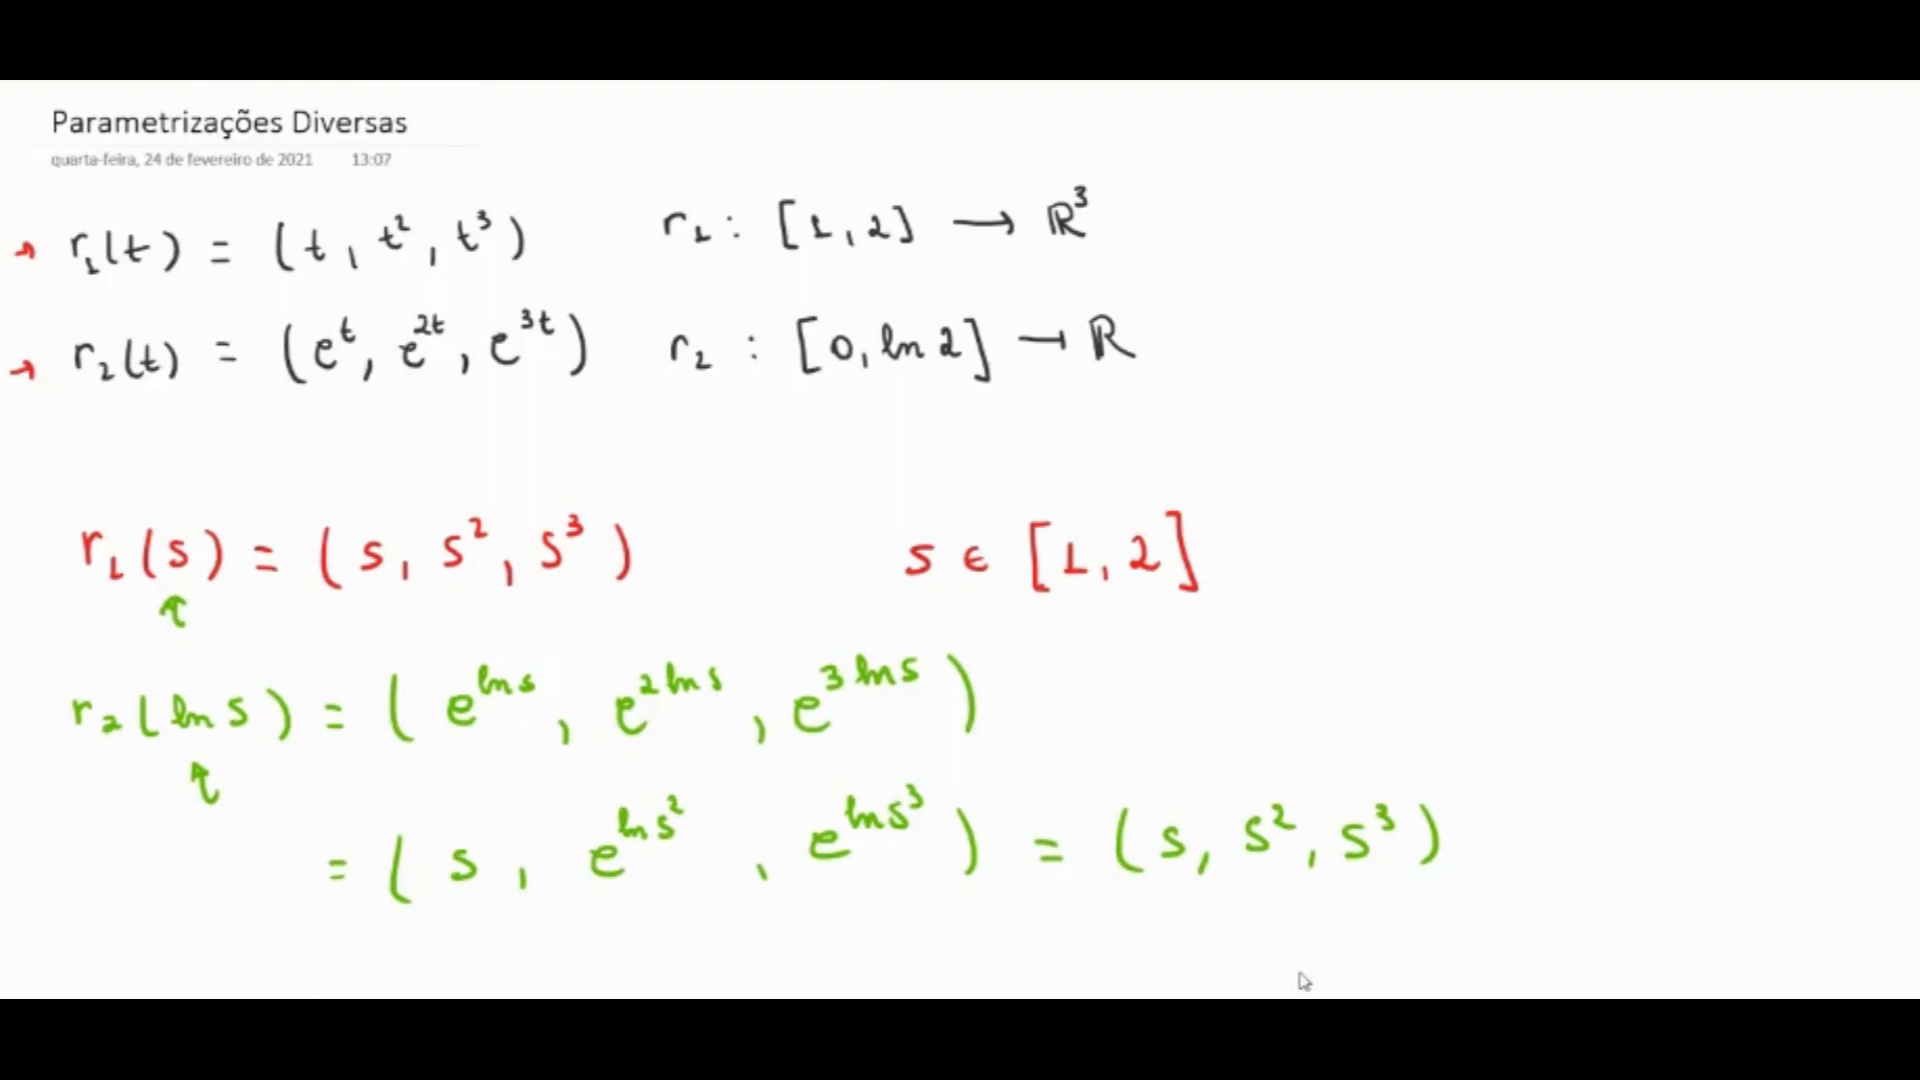 Parametrizações Diversas
quarta-feira, 24 de fevereiro de 2021 13:07
→ r₁(t) = (t, t², t³) r₁ : [1, 2] → ℝ³
→ r₂(t) = (eᵗ, e²ᵗ, e³ᵗ) r₂ : [0, ln 2] → ℝ
r₁(s) = (s, s², s³) s ∈ [1, 2]
r₂(ln s) = (e^{ln s}, e^{2 ln s}, e^{3 ln s})
= (s, e^{ln s²}, e^{ln s³}) = (s, s², s³)